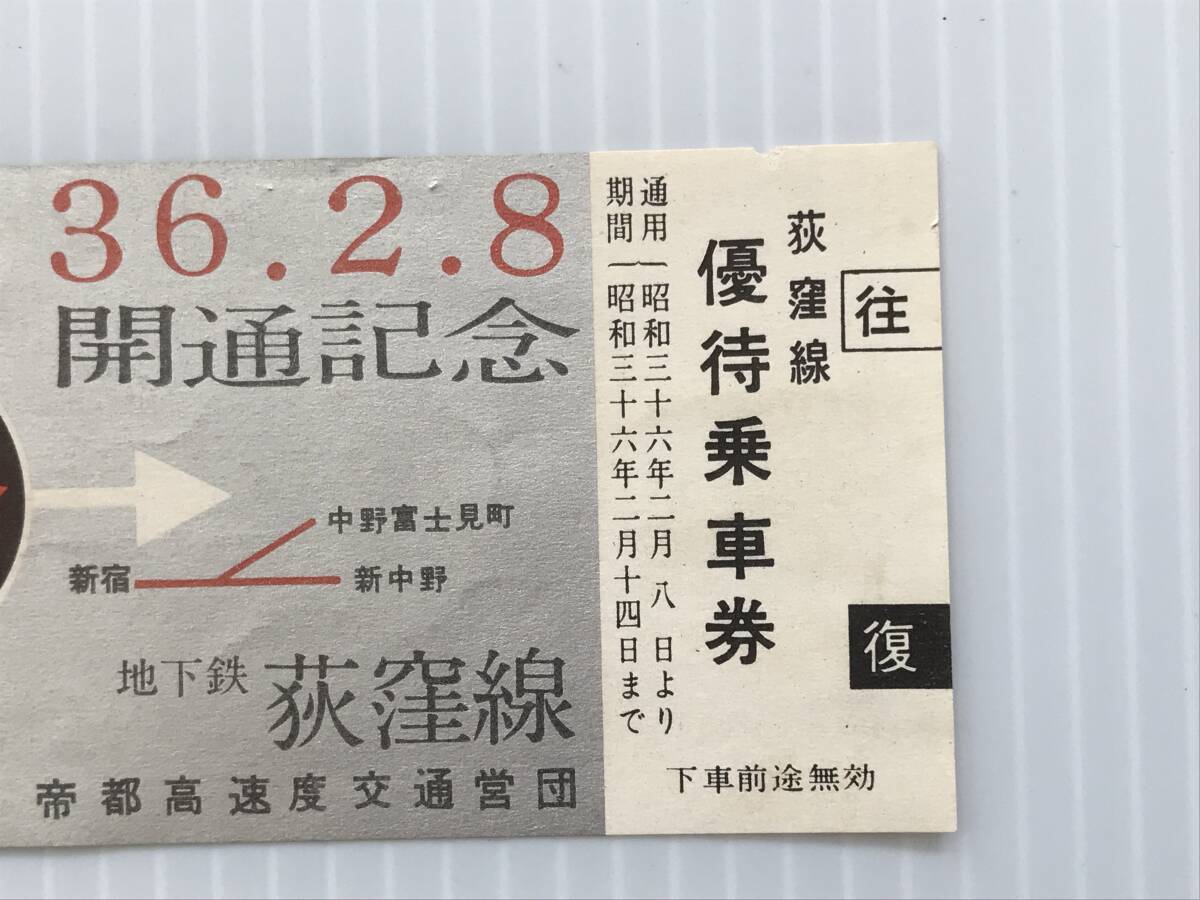 36.2.8
開通記念
中野富士見町
新宿
新中野
地下鉄 荻窪線
帝都高速度交通営団
往
荻窪線
優待乗車券
通用期間
昭和三十六年二月八日より
昭和三十六年二月十四日まで
復
下車前途無効